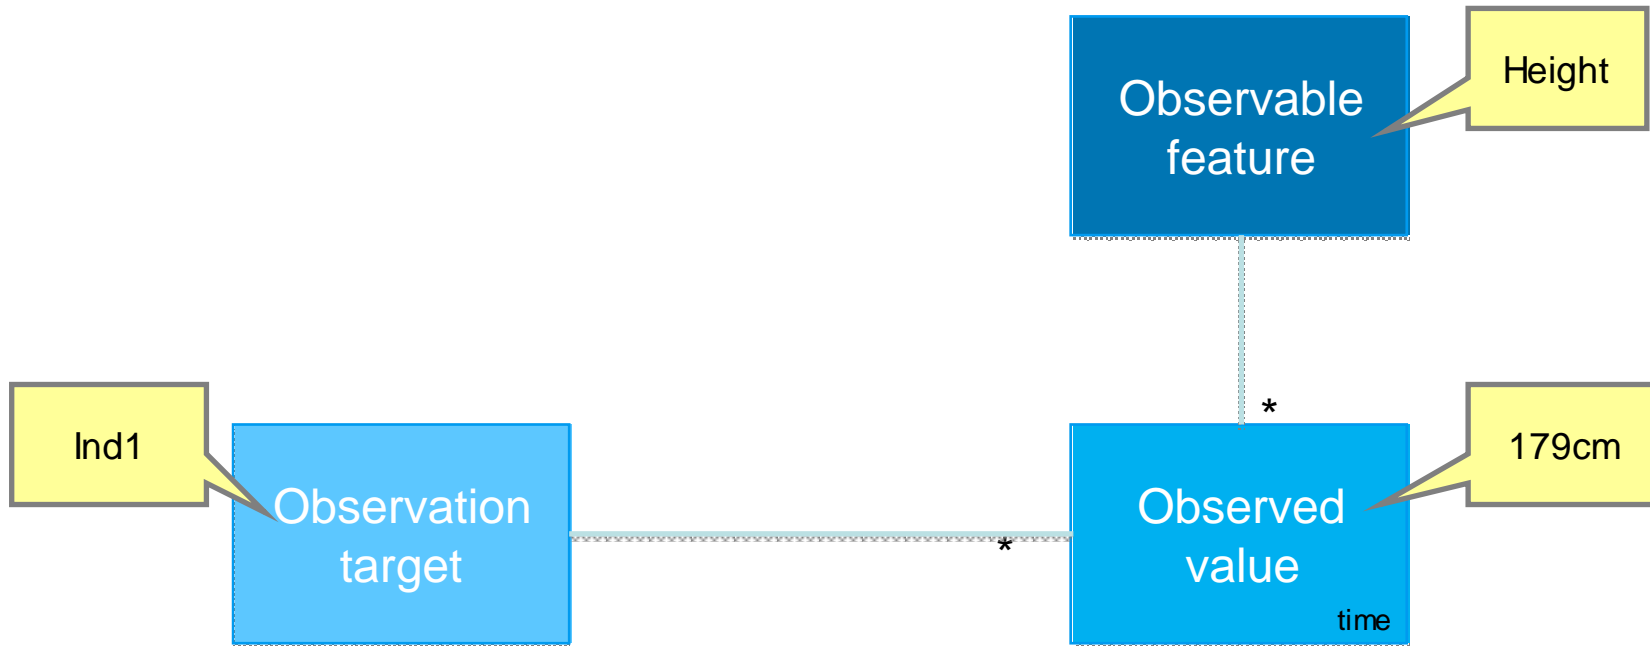 Observable
feature
Height
*
Ind1
Observation
target
*
Observed
value
time
179cm